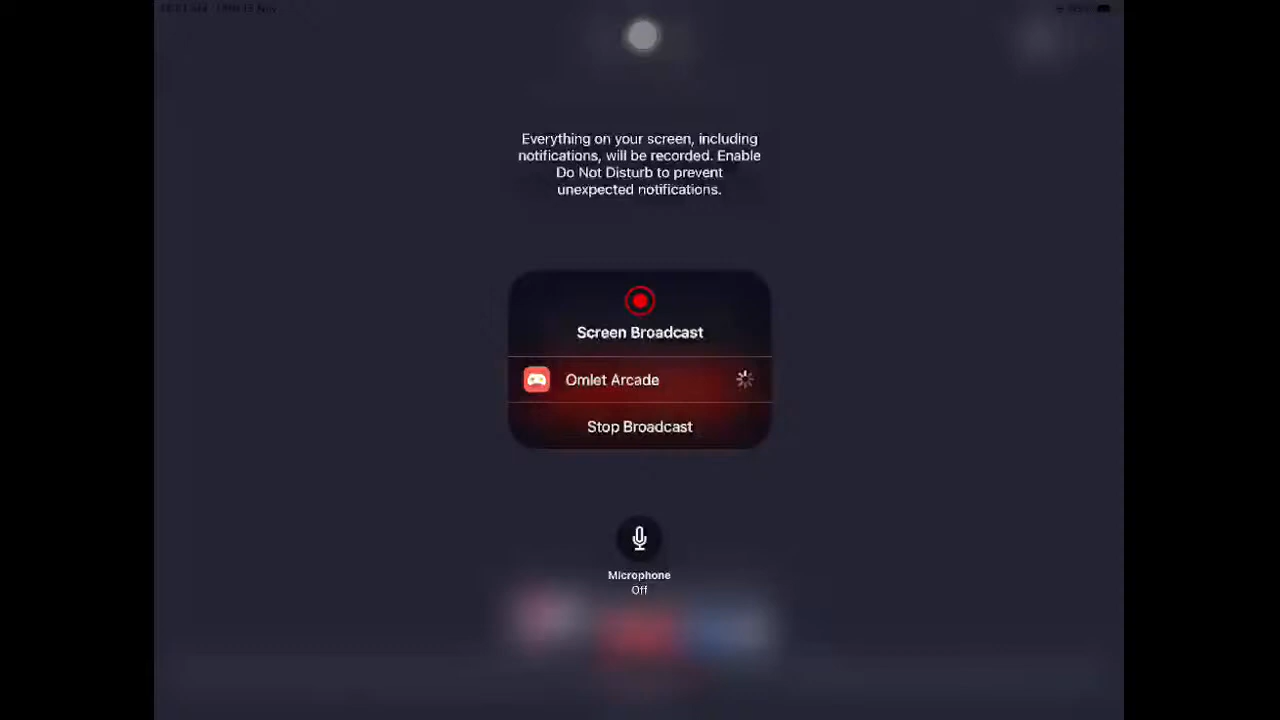 Everything on your screen, including
notifications, will be recorded. Enable
Do Not Disturb to prevent
unexpected notifications.
Screen Broadcast
Omlet Arcade
Stop Broadcast
Microphone
Off